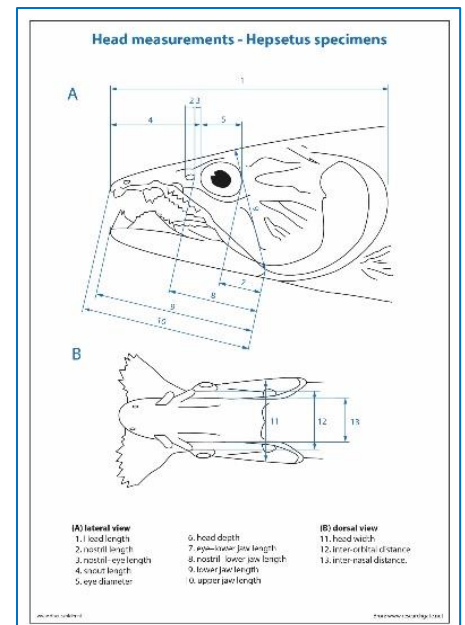 Head measurements - Hepsetus specimens
A
1
2 3
4
5
2
8
9
10
B
11
12
13
(A) lateral view
1. Head length
2. nostril length
3. nostril-eye length
4. snout length
5. eye diameter
6. head depth
7. eye-lower jaw length
8. nostril-lower jaw length
9. lower jaw length
0. upper jaw length
(B) dorsal view
11. head width
12. inter-orbital distance
13. inter-nasal distance.